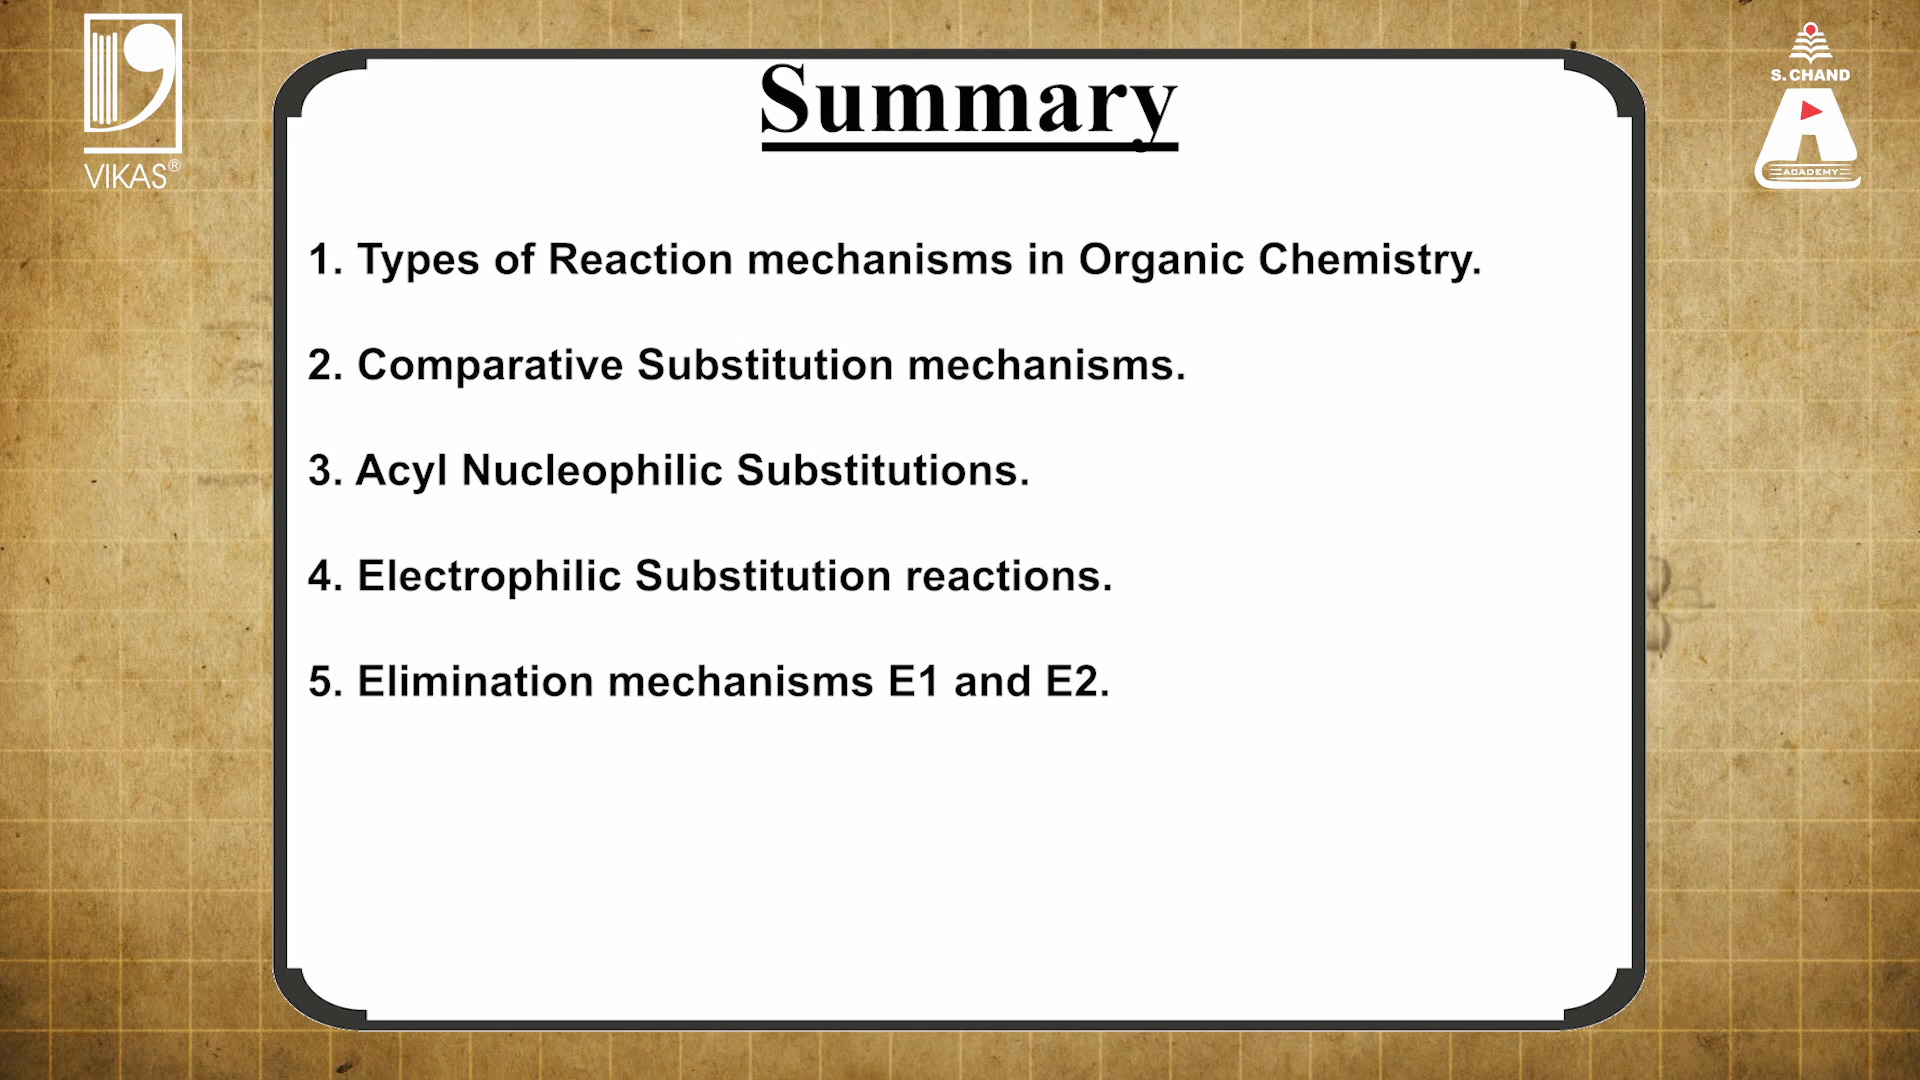 VIKAS®
S. CHAND
ACADEMY
Summary
1. Types of Reaction mechanisms in Organic Chemistry.
2. Comparative Substitution mechanisms.
3. Acyl Nucleophilic Substitutions.
4. Electrophilic Substitution reactions.
5. Elimination mechanisms E1 and E2.